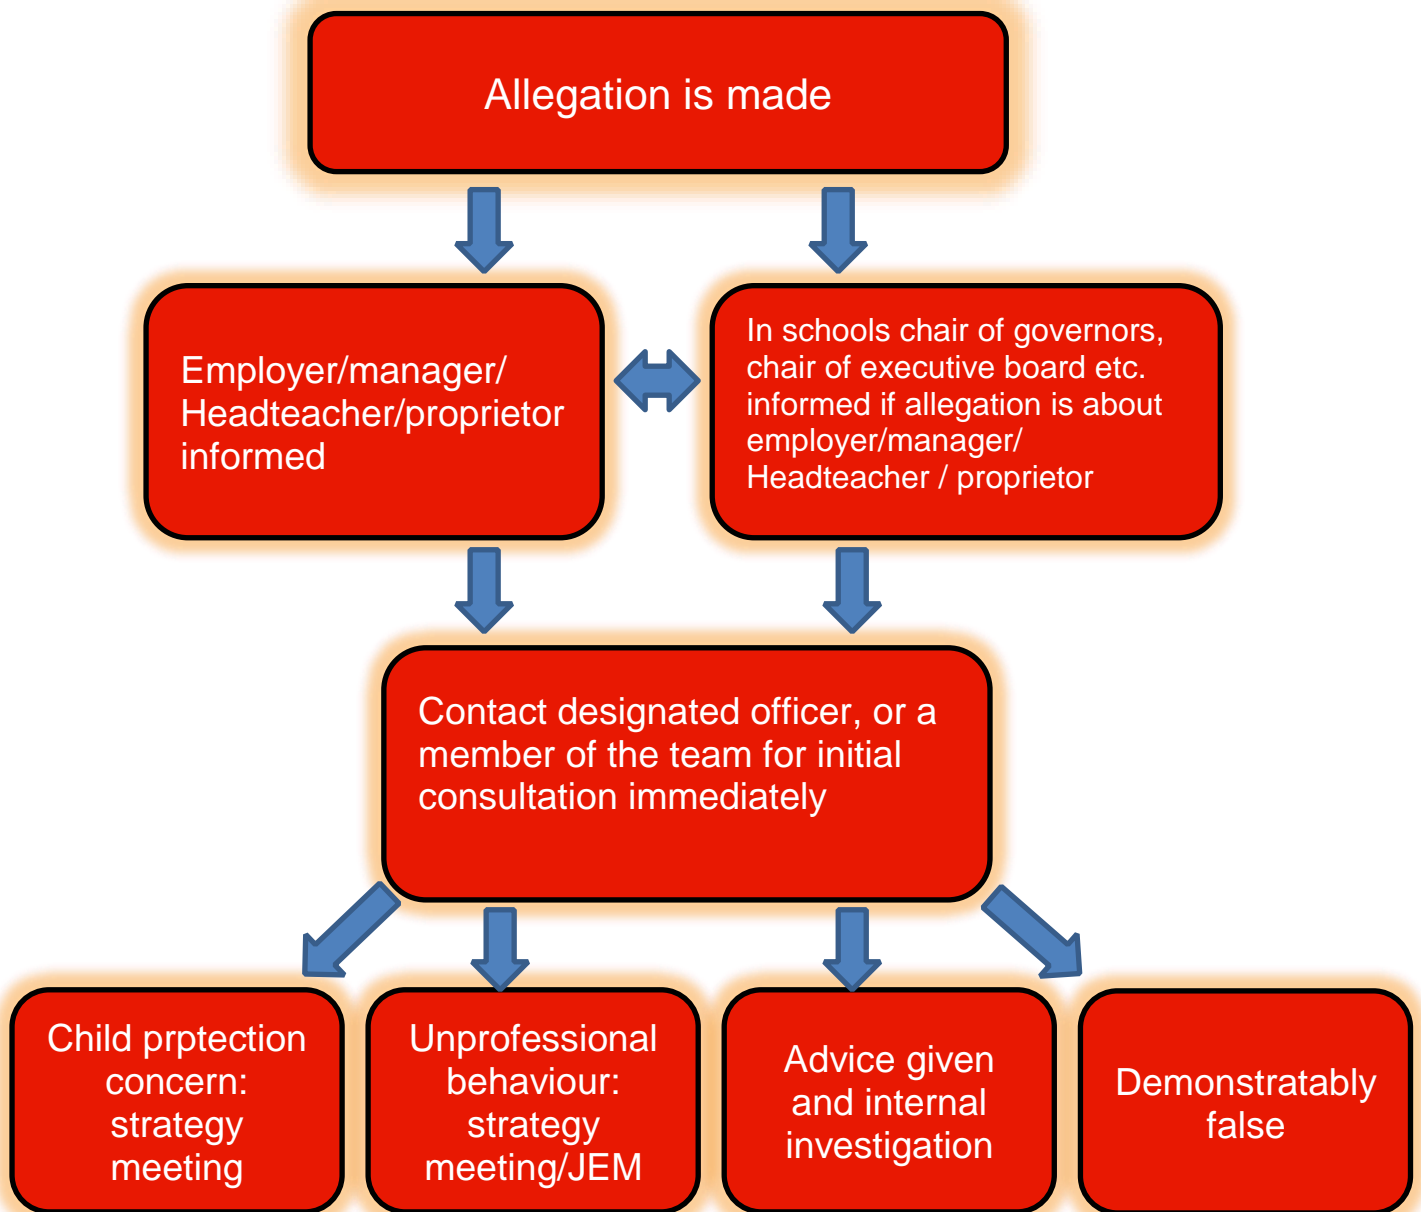 Allegation is made
Employer/manager/
Headteacher/proprietor
informed
In schools chair of governors,
chair of executive board etc.
informed if allegation is about
employer/manager/
Headteacher / proprietor
Contact designated officer, or a
member of the team for initial
consultation immediately
Child prptection
concern:
strategy
meeting
Unprofessional
behaviour:
strategy
meeting/JEM
Advice given
and internal
investigation
Demonstratably
false